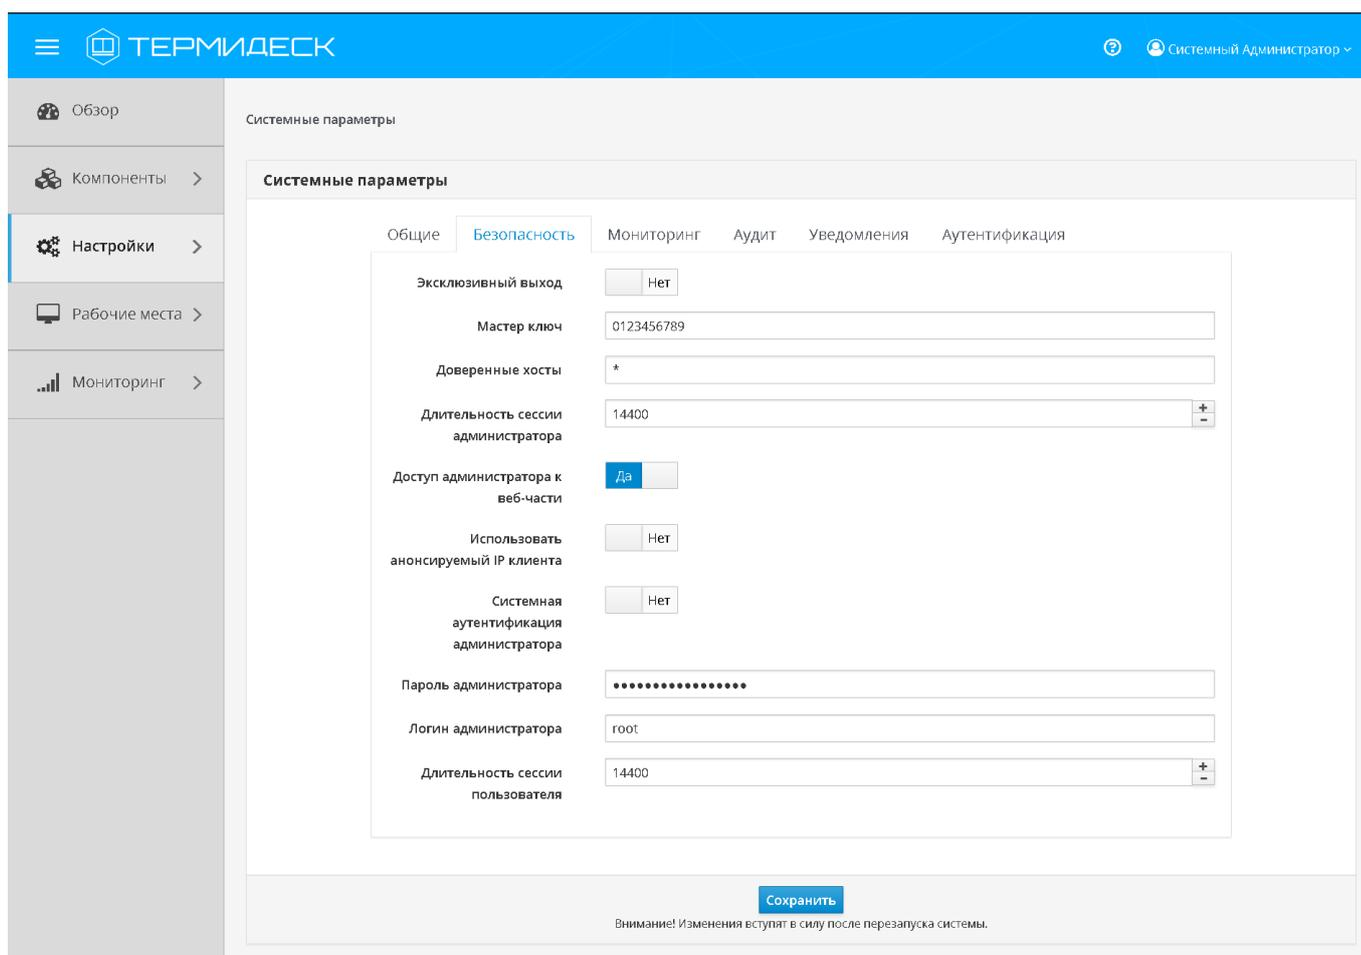 ТЕРМИДЕСК
Системный Администратор
Обзор
Компоненты
Настройки
Рабочие места
Мониторинг
Системные параметры
Системные параметры
Общие Безопасность Мониторинг Аудит Уведомления Аутентификация
Эксклюзивный выход Нет
Мастер ключ 0123456789
Доверенные хосты *
Длительность сессии 14400 + −
администратора
Доступ администратора к Да
веб-части
Использовать Нет
анонсируемый IP клиента
Системная Нет
аутентификация
администратора
Пароль администратора •••••••••••••••••
Логин администратора root
Длительность сессии 14400 + −
пользователя
Сохранить
Внимание! Изменения вступят в силу после перезапуска системы.